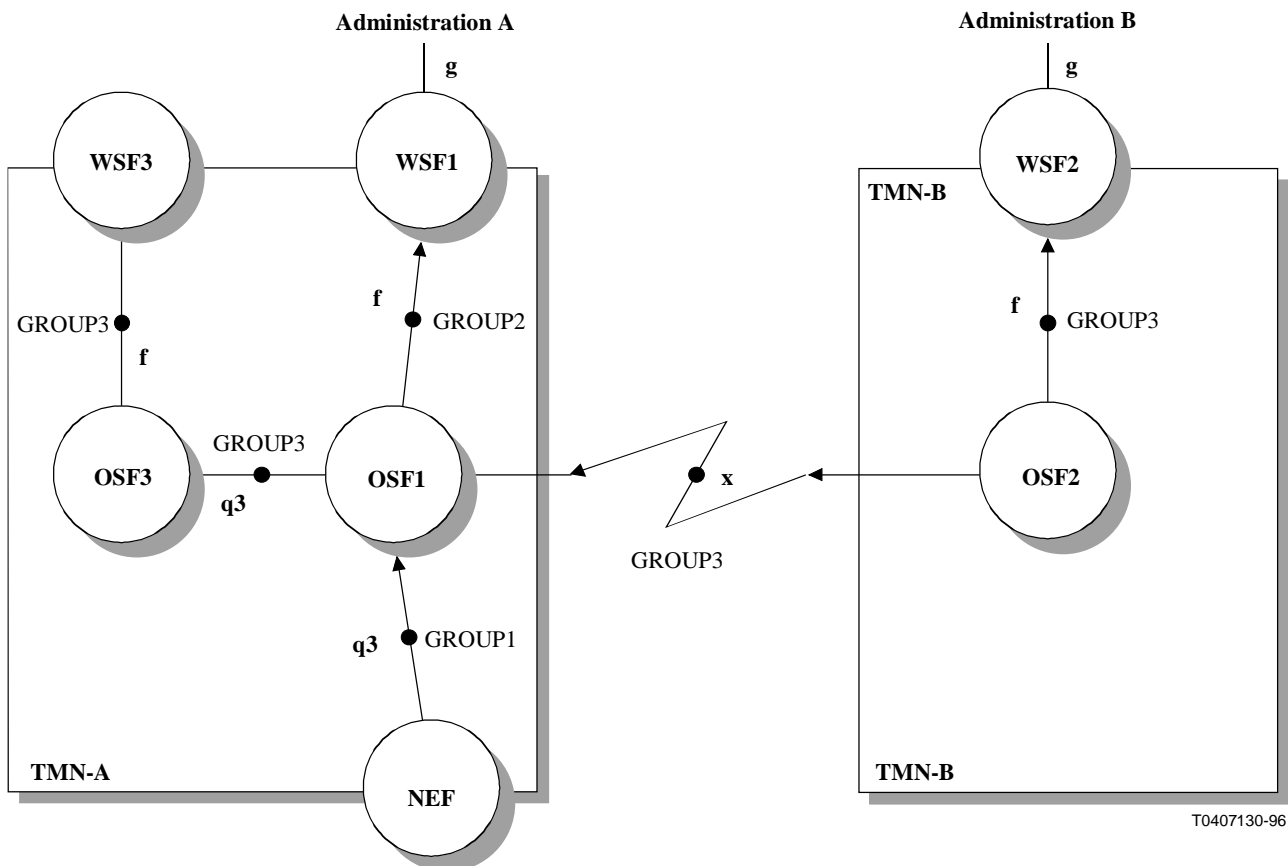 Administration A
Administration B
g
g
WSF3
WSF1
WSF2
TMN-B
f
GROUP3
GROUP2
f
GROUP3
f
GROUP3
OSF3
OSF1
x
OSF2
q3
GROUP3
q3
GROUP1
TMN-A
NEF
TMN-B
T0407130-96